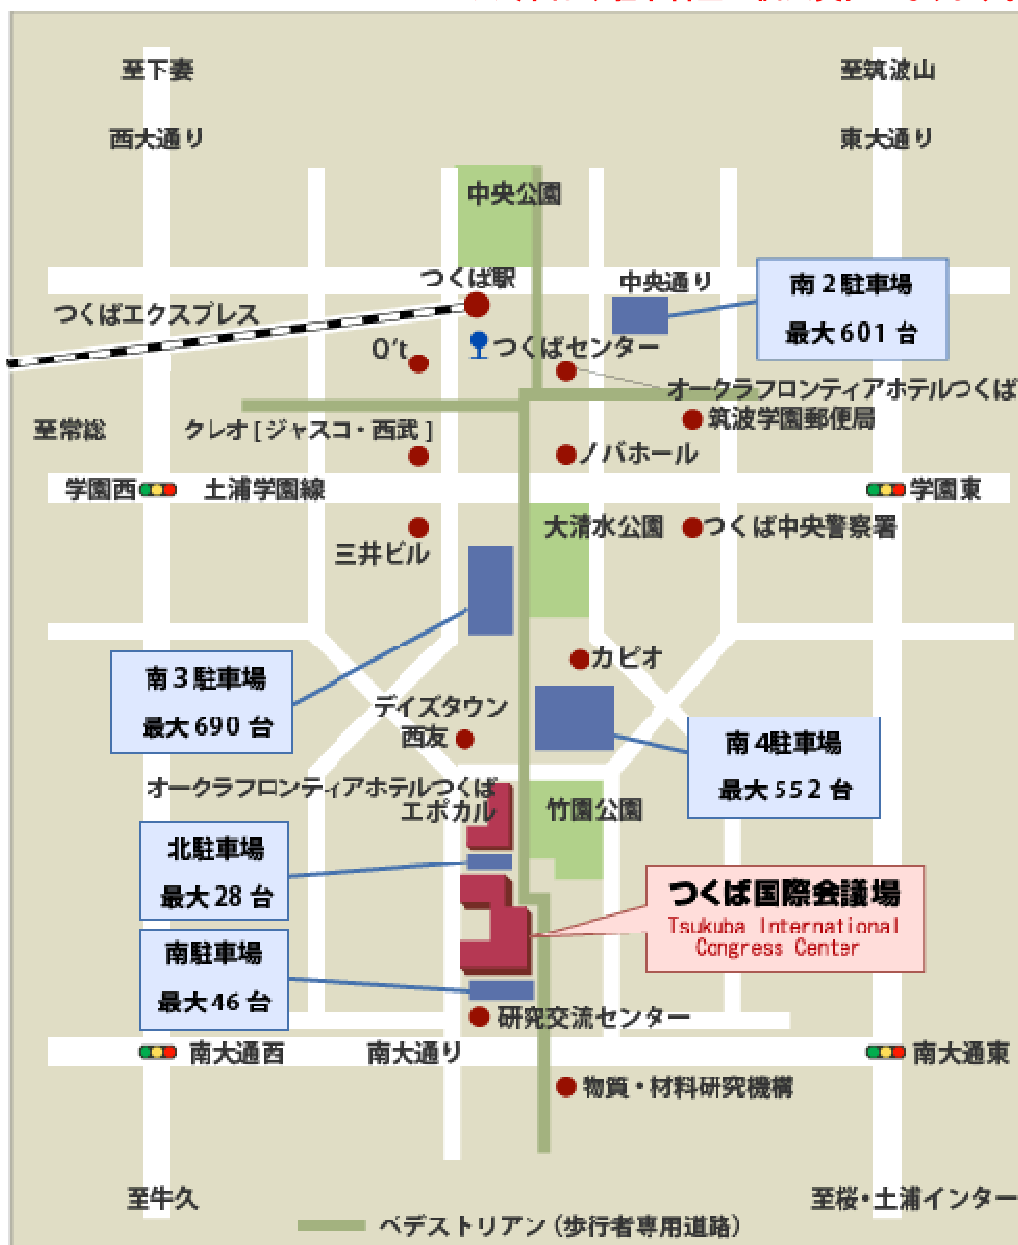 至下妻
至筑波山
西大通り
東大通り
中央公園
つくば駅
中央通り
南2駐車場
最大601台
つくばエクスプレス
O't
つくばセンター
オークラフロンティアホテルつくば
筑波学園郵便局
至常総
クレオ[ジャスコ・西武]
ノバホール
学園西
土浦学園線
学園東
大清水公園
つくば中央警察署
三井ビル
カピオ
南3駐車場
最大690台
デイズタウン
西友
南4駐車場
最大552台
オークラフロンティアホテルつくば
エポカル
竹園公園
北駐車場
最大28台
つくば国際会議場
Tsukuba International
Congress Center
南駐車場
最大46台
研究交流センター
南大通西
南大通り
南大通東
物質・材料研究機構
至牛久
至桜・土浦インター
ペデストリアン(歩行者専用道路)